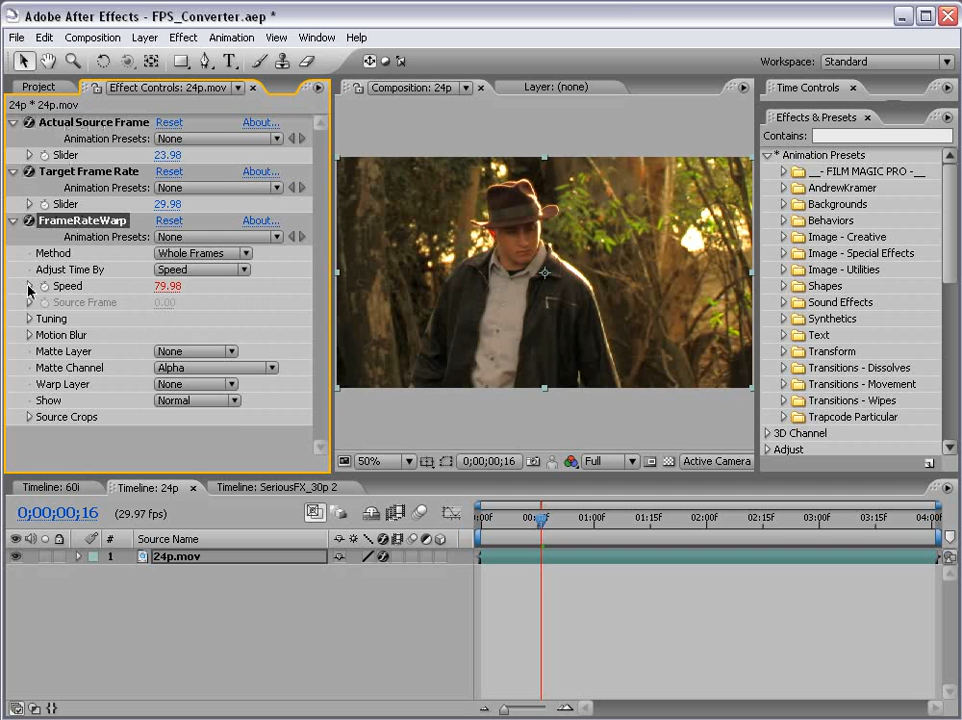 Adobe After Effects - FPS_Converter.aep *
File Edit Composition Layer Effect Animation View Window Help
Workspace: Standard
Project Effect Controls: 24p.mov Composition: 24p Layer: (none) Time Controls
24p * 24p.mov
Actual Source Frame Reset About...
Animation Presets: None
Slider 23.98
Target Frame Rate Reset About...
Animation Presets: None
Slider 29.98
FrameRateWarp Reset About...
Animation Presets: None
Method Whole Frames
Adjust Time By Speed
Speed 79.98
Source Frame 0.00
Tuning
Motion Blur
Matte Layer None
Matte Channel Alpha
Warp Layer None
Show Normal
Source Crops
50% 0;00;00;16 Full Active Camera
Effects & Presets
Contains:
* Animation Presets
__- FILM MAGIC PRO -__
AndrewKramer
Backgrounds
Behaviors
Image - Creative
Image - Special Effects
Image - Utilities
Shapes
Sound Effects
Synthetics
Text
Transform
Transitions - Dissolves
Transitions - Movement
Transitions - Wipes
Trapcode Particular
3D Channel
Adjust
Timeline: 60i Timeline: 24p Timeline: SeriousFX_30p 2
0;00;00;16 (29.97 fps)
01:00f 01:15f 02:00f 02:15f 03:00f 03:15f 04:00f
# Source Name
1 24p.mov